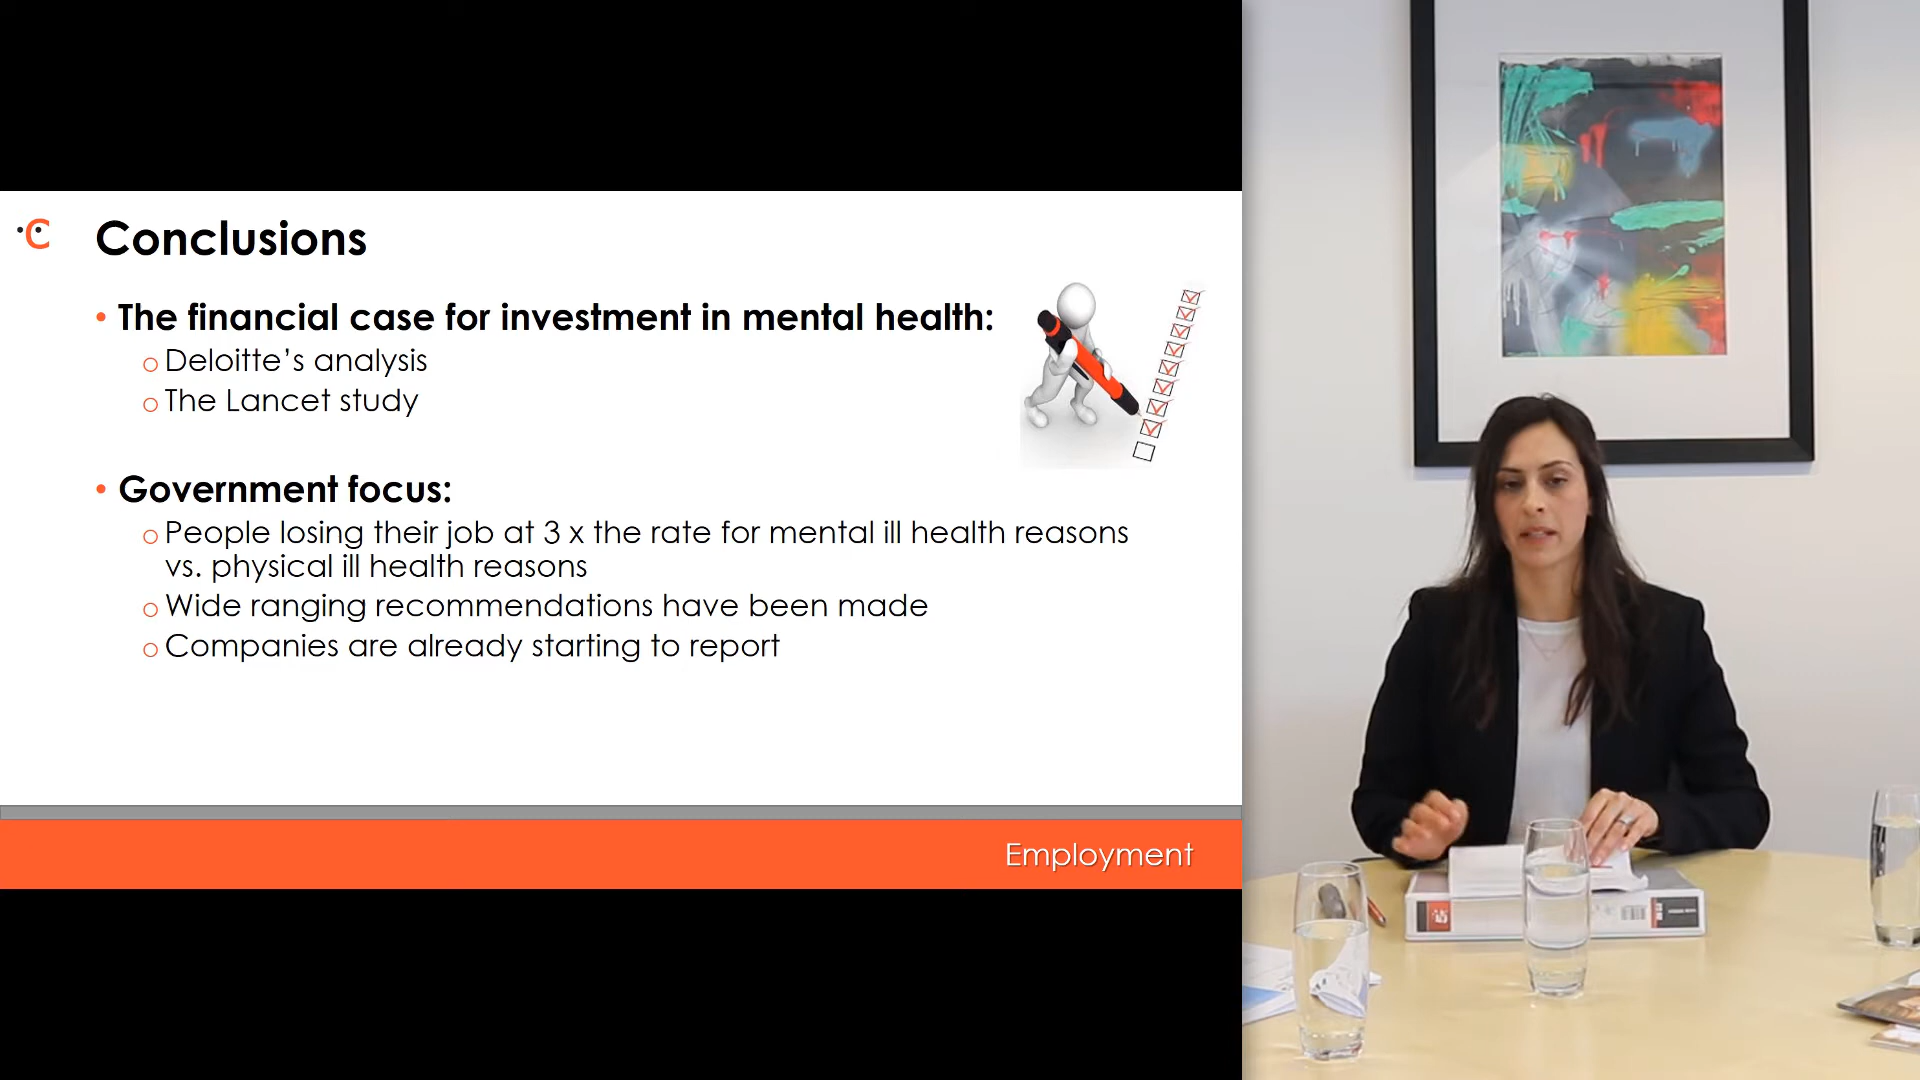 Conclusions
• The financial case for investment in mental health:
o Deloitte's analysis
o The Lancet study
• Government focus:
o People losing their job at 3 x the rate for mental ill health reasons
vs. physical ill health reasons
o Wide ranging recommendations have been made
o Companies are already starting to report
Employment